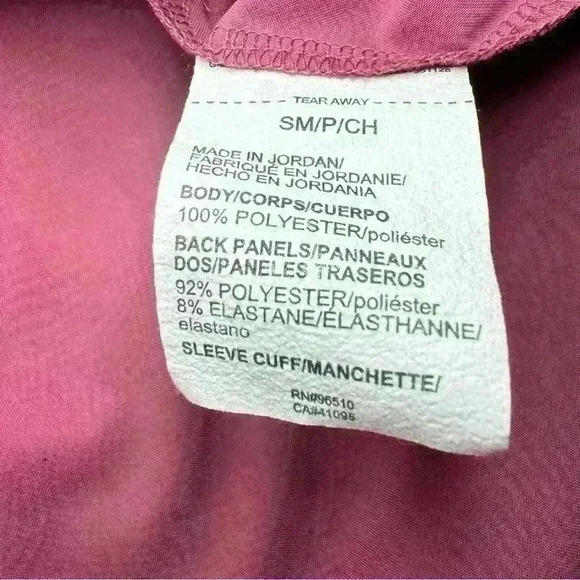 TEAR AWAY
SM/P/CH
MADE IN JORDAN/
FABRIQUÉ EN JORDANIE/
HECHO EN JORDANIA
BODY/CORPS/CUERPO
100% POLYESTER/poliéster
BACK PANELS/PANNEAUX
DOS/PANELES TRASEROS
92% POLYESTER/poliéster
8% ELASTANE/ÉLASTHANNE/
elastano
SLEEVE CUFF/MANCHETTE/
RN#96510
CA#41096